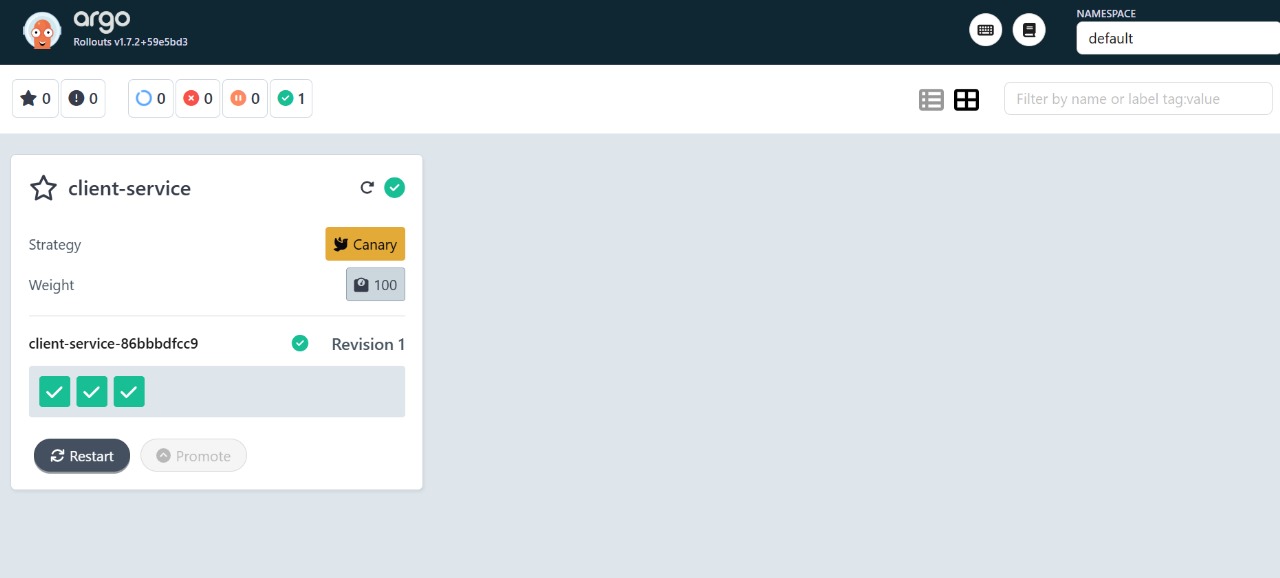 argo
Rollouts v1.7.2+59e5bd3
NAMESPACE
default
0 0 0 0 0 1
Filter by name or label tag:value
client-service
Strategy Canary
Weight 100
client-service-86bbbdfcc9 Revision 1
Restart Promote